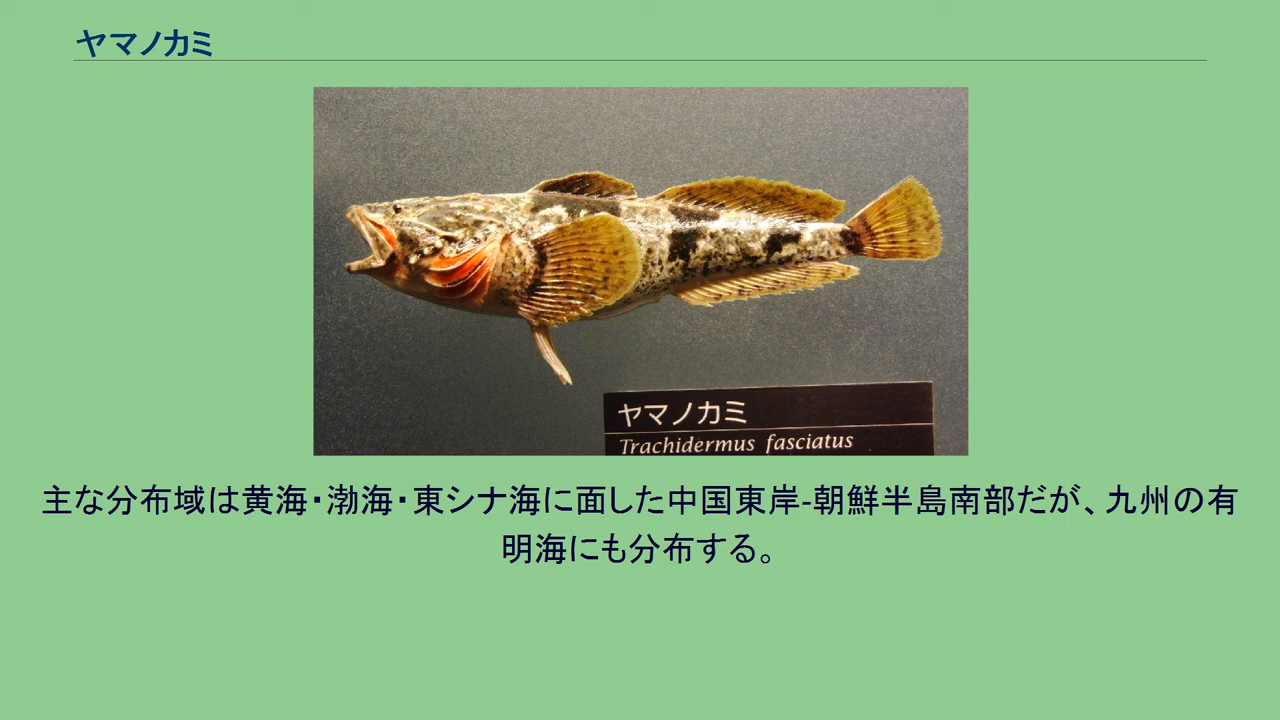 ヤマノカミ
ヤマノカミ
Trachidermus fasciatus
主な分布域は黄海・渤海・東シナ海に面した中国東岸-朝鮮半島南部だが、九州の有
明海にも分布する。